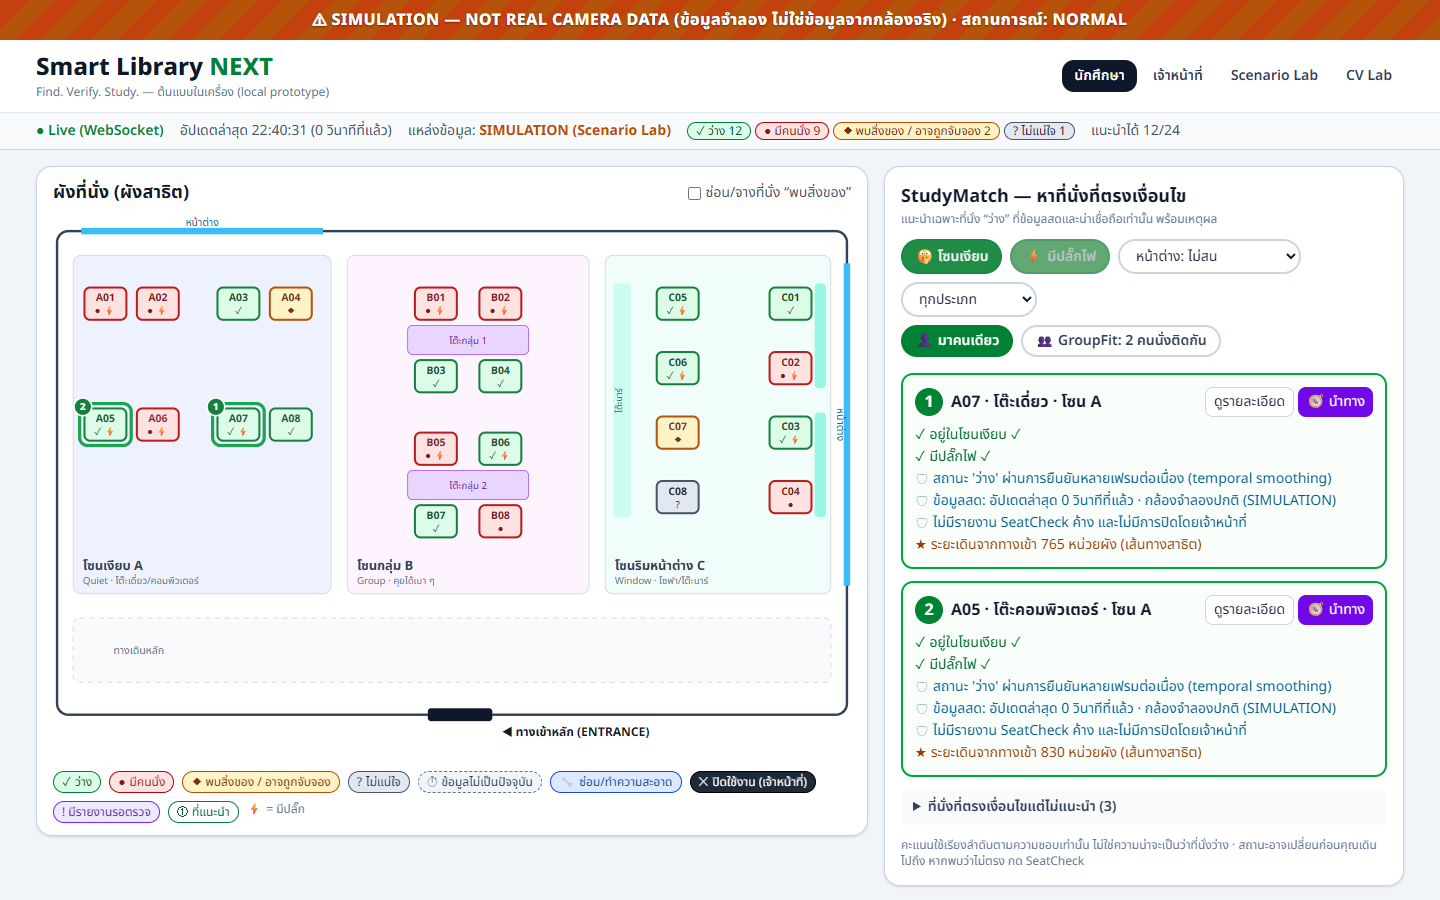 ⚠ SIMULATION — NOT REAL CAMERA DATA (ข้อมูลจำลอง ไม่ใช่ข้อมูลจากกล้องจริง) · สถานการณ์: NORMAL
Smart Library NEXT
Find. Verify. Study. — ต้นแบบในเครื่อง (local prototype)
นักศึกษา
เจ้าหน้าที่
Scenario Lab
CV Lab
● Live (WebSocket)
อัปเดตล่าสุด 22:40:31 (0 วินาทีที่แล้ว)
แหล่งข้อมูล: SIMULATION (Scenario Lab)
✓ ว่าง 12
● มีคนนั่ง 9
◆ พบสิ่งของ / อาจถูกจับจอง 2
? ไม่แน่ใจ 1
แนะนำได้ 12/24
ผังที่นั่ง (ผังสาธิต)
ซ่อน/จางที่นั่ง “พบสิ่งของ”
หน้าต่าง
A01
A02
A03
✓
A04
◆
2
A05
✓
A06
1
A07
✓
A08
✓
โซนเงียบ A
Quiet · โต๊ะเดี่ยว/คอมพิวเตอร์
B01
B02
โต๊ะกลุ่ม 1
B03
✓
B04
✓
B05
B06
✓
โต๊ะกลุ่ม 2
B07
✓
B08
โซนกลุ่ม B
Group · คุยได้เบา ๆ
โต๊ะบาร์
C05
✓
C01
✓
C06
✓
C02
C07
◆
C03
✓
C08
?
C04
หน้าต่าง
โซนริมหน้าต่าง C
Window · โซฟา/โต๊ะบาร์
ทางเดินหลัก
◀ ทางเข้าหลัก (ENTRANCE)
✓ ว่าง
● มีคนนั่ง
◆ พบสิ่งของ / อาจถูกจับจอง
? ไม่แน่ใจ
ข้อมูลไม่เป็นปัจจุบัน
ซ่อม/ทำความสะอาด
✕ ปิดใช้งาน (เจ้าหน้าที่)
! มีรายงานรอตรวจ
① ที่แนะนำ
⚡ = มีปลั๊ก
StudyMatch — หาที่นั่งที่ตรงเงื่อนไข
แนะนำเฉพาะที่นั่ง “ว่าง” ที่ข้อมูลสดและน่าเชื่อถือเท่านั้น พร้อมเหตุผล
โซนเงียบ
มีปลั๊กไฟ
หน้าต่าง: ไม่สน
ทุกประเภท
มาคนเดียว
GroupFit: 2 คนนั่งติดกัน
1
A07 · โต๊ะเดี่ยว · โซน A
ดูรายละเอียด
นำทาง
✓ อยู่ในโซนเงียบ ✓
✓ มีปลั๊กไฟ ✓
สถานะ 'ว่าง' ผ่านการยืนยันหลายเฟรมต่อเนื่อง (temporal smoothing)
ข้อมูลสด: อัปเดตล่าสุด 0 วินาทีที่แล้ว · กล้องจำลองปกติ (SIMULATION)
ไม่มีรายงาน SeatCheck ค้าง และไม่มีการปิดโดยเจ้าหน้าที่
★ ระยะเดินจากทางเข้า 765 หน่วยผัง (เส้นทางสาธิต)
2
A05 · โต๊ะคอมพิวเตอร์ · โซน A
ดูรายละเอียด
นำทาง
✓ อยู่ในโซนเงียบ ✓
✓ มีปลั๊กไฟ ✓
สถานะ 'ว่าง' ผ่านการยืนยันหลายเฟรมต่อเนื่อง (temporal smoothing)
ข้อมูลสด: อัปเดตล่าสุด 0 วินาทีที่แล้ว · กล้องจำลองปกติ (SIMULATION)
ไม่มีรายงาน SeatCheck ค้าง และไม่มีการปิดโดยเจ้าหน้าที่
★ ระยะเดินจากทางเข้า 830 หน่วยผัง (เส้นทางสาธิต)
▶ ที่นั่งที่ตรงเงื่อนไขแต่ไม่แนะนำ (3)
คะแนนใช้เรียงลำดับตามความชอบเท่านั้น ไม่ใช่ความน่าจะเป็นว่าที่นั่งว่าง · สถานะอาจเปลี่ยนก่อนคุณเดิน
ไปถึง หากพบว่าไม่ตรง กด SeatCheck